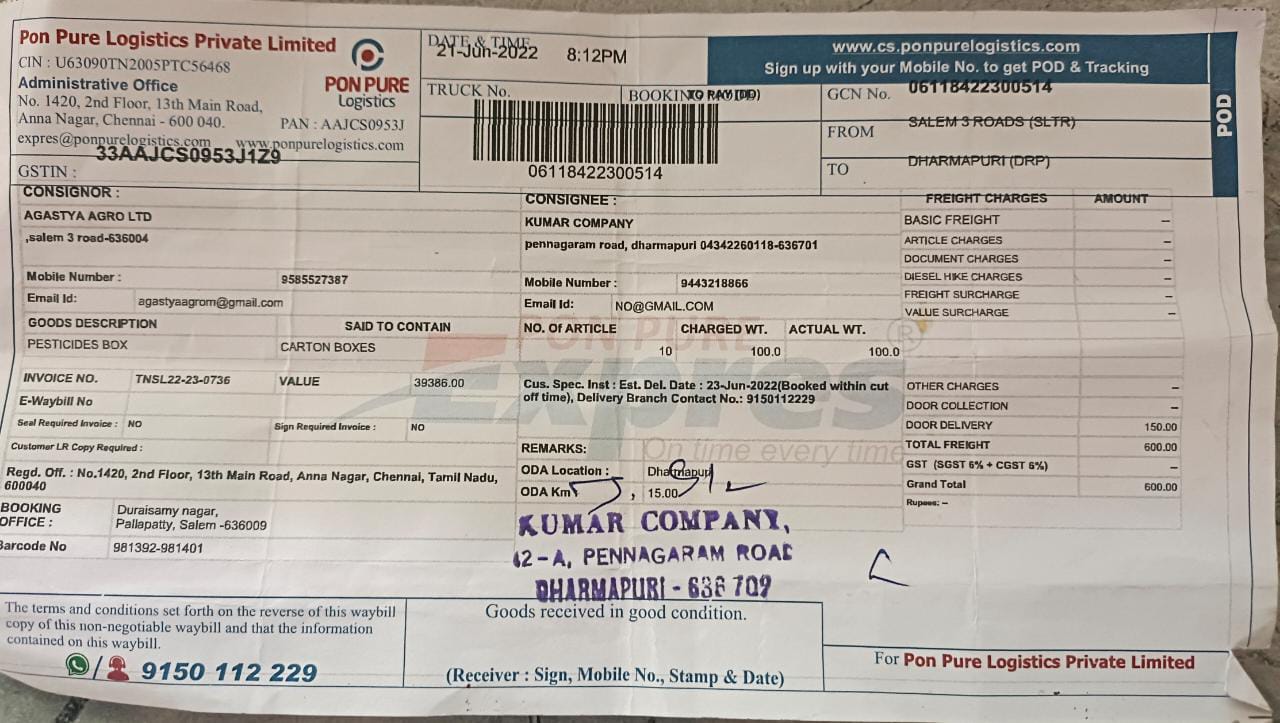 Pon Pure Logistics Private Limited
CIN : U63090TN2005PTC56468
Administrative Office
No. 1420, 2nd Floor, 13th Main Road,
Anna Nagar, Chennai - 600 040.
PAN : AAJCS0953J
expres@ponpurelogistics.com www.ponpurelogistics.com
33AAJCS0953J1Z9
GSTIN :
PON PURE
Logistics
DATE & TIME
21-Jun-2022 8:12PM
TRUCK No.
BOOKING MODE
TO PAY (DD)
06118422300514
www.cs.ponpurelogistics.com
Sign up with your Mobile No. to get POD & Tracking
GCN No. 06118422300514
FROM SALEM 3 ROADS (SLTR)
TO DHARMAPURI (DRP)
POD
CONSIGNOR :
AGASTYA AGRO LTD
,salem 3 road-636004
Mobile Number : 9585527387
Email Id: agastyaagrom@gmail.com
CONSIGNEE :
KUMAR COMPANY
pennagaram road, dharmapuri 04342260118-636701
Mobile Number : 9443218866
Email Id: NO@GMAIL.COM
GOODS DESCRIPTION SAID TO CONTAIN
PESTICIDES BOX CARTON BOXES
NO. OF ARTICLE CHARGED WT. ACTUAL WT.
10 100.0 100.0
PON PURE
Expres
On time every time
INVOICE NO. TNSL22-23-0736 VALUE 39386.00
E-Waybill No
Seal Required Invoice : NO Sign Required Invoice : NO
Customer LR Copy Required :
Regd. Off. : No.1420, 2nd Floor, 13th Main Road, Anna Nagar, Chennai, Tamil Nadu,
600040
BOOKING
OFFICE :
Duraisamy nagar,
Pallapatty, Salem -636009
Barcode No 981392-981401
Cus. Spec. Inst : Est. Del. Date : 23-Jun-2022(Booked within cut
off time), Delivery Branch Contact No.: 9150112229
REMARKS:
ODA Location : Dharmapuri
ODA Km 15.00
KUMAR COMPANY,
42-A, PENNAGARAM ROAD
DHARMAPURI - 636 702
FREIGHT CHARGES AMOUNT
BASIC FREIGHT –
ARTICLE CHARGES –
DOCUMENT CHARGES –
DIESEL HIKE CHARGES –
FREIGHT SURCHARGE –
VALUE SURCHARGE –
OTHER CHARGES –
DOOR COLLECTION –
DOOR DELIVERY 150.00
TOTAL FREIGHT 600.00
GST (SGST 6% + CGST 6%) –
Grand Total 600.00
Rupees: –
The terms and conditions set forth on the reverse of this waybill
copy of this non-negotiable waybill and that the information
contained on this waybill.
/ 9150 112 229
Goods received in good condition.
(Receiver : Sign, Mobile No., Stamp & Date)
For Pon Pure Logistics Private Limited